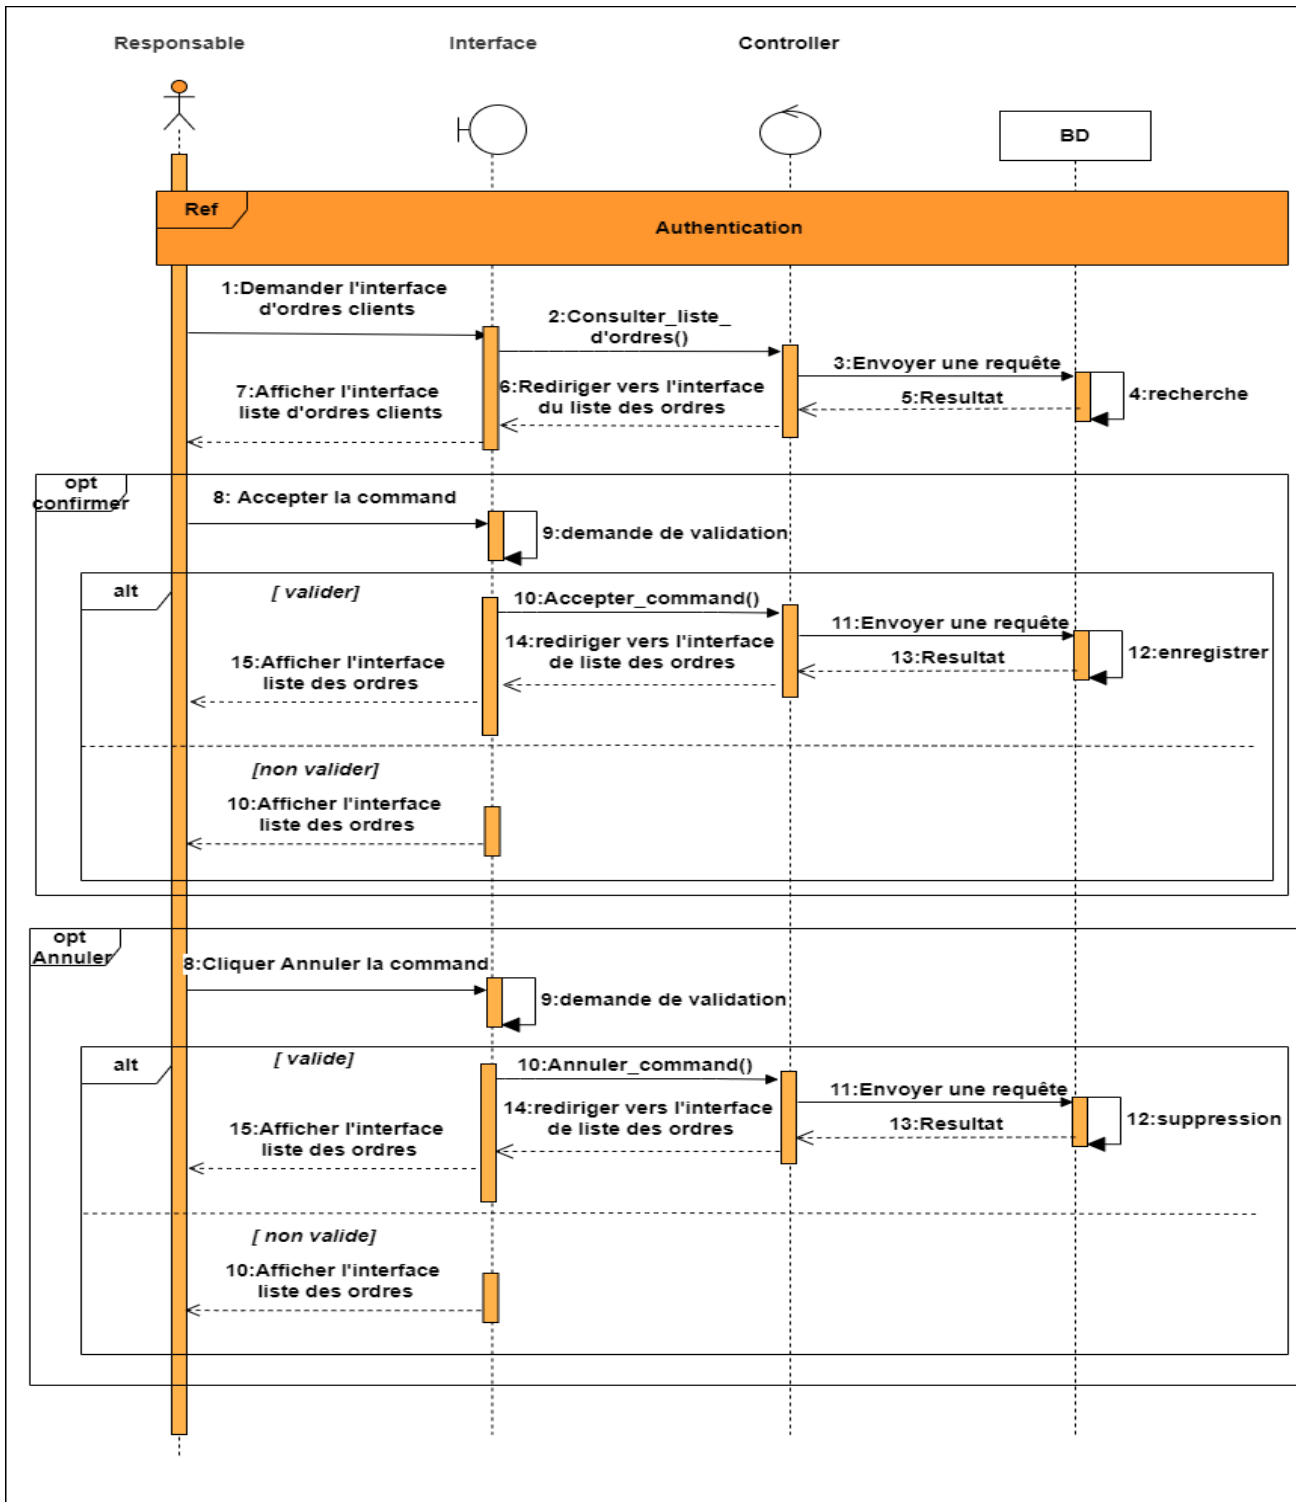 Responsable
Interface
Controller
BD
Ref
Authentication
1:Demander l'interface
d'ordres clients
2:Consulter_liste_
d'ordres()
3:Envoyer une requête
4:recherche
5:Resultat
6:Rediriger vers l'interface
du liste des ordres
7:Afficher l'interface
liste d'ordres clients
opt
confirmer
8: Accepter la command
9:demande de validation
alt
[ valider]
10:Accepter_command()
11:Envoyer une requête
12:enregistrer
13:Resultat
14:rediriger vers l'interface
de liste des ordres
15:Afficher l'interface
liste des ordres
[non valider]
10:Afficher l'interface
liste des ordres
opt
Annuler
8:Cliquer Annuler la command
9:demande de validation
alt
[ valide]
10:Annuler_command()
11:Envoyer une requête
12:suppression
13:Resultat
14:rediriger vers l'interface
de liste des ordres
15:Afficher l'interface
liste des ordres
[ non valide]
10:Afficher l'interface
liste des ordres